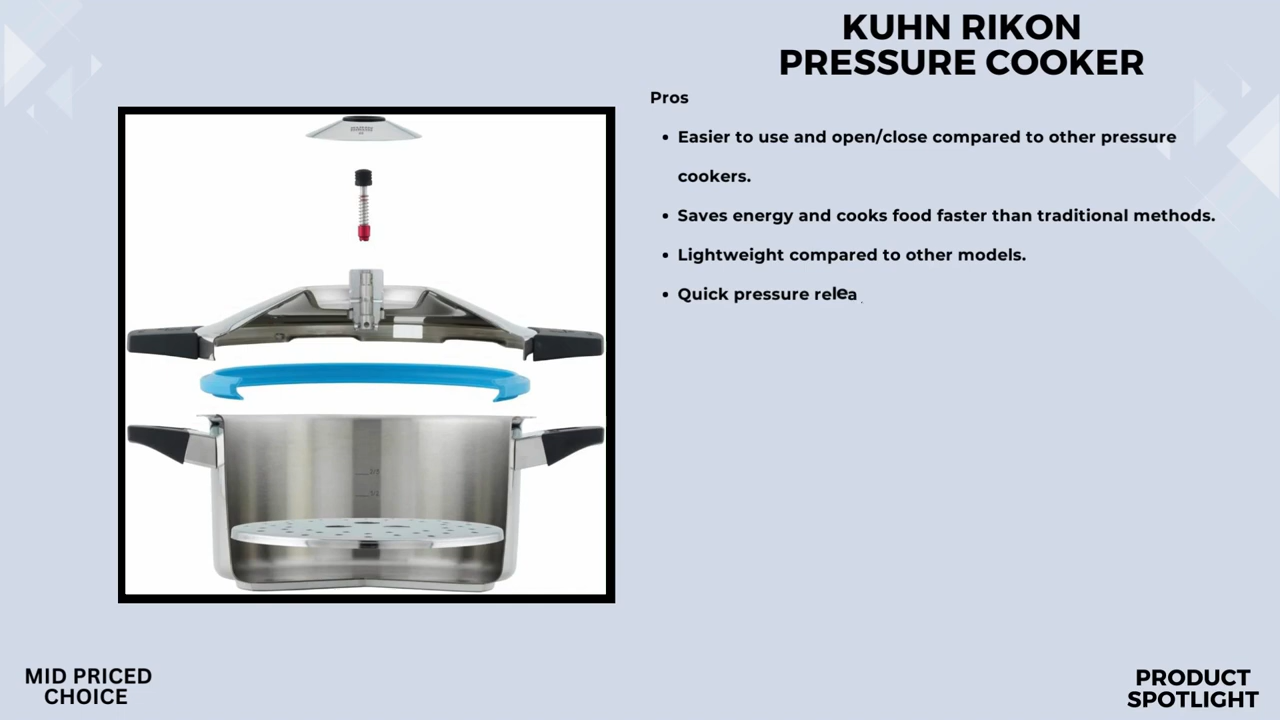 KUHN RIKON
PRESSURE COOKER
Pros
• Easier to use and open/close compared to other pressure
cookers.
• Saves energy and cooks food faster than traditional methods.
• Lightweight compared to other models.
• Quick pressure relea
MID PRICED
CHOICE
PRODUCT
SPOTLIGHT